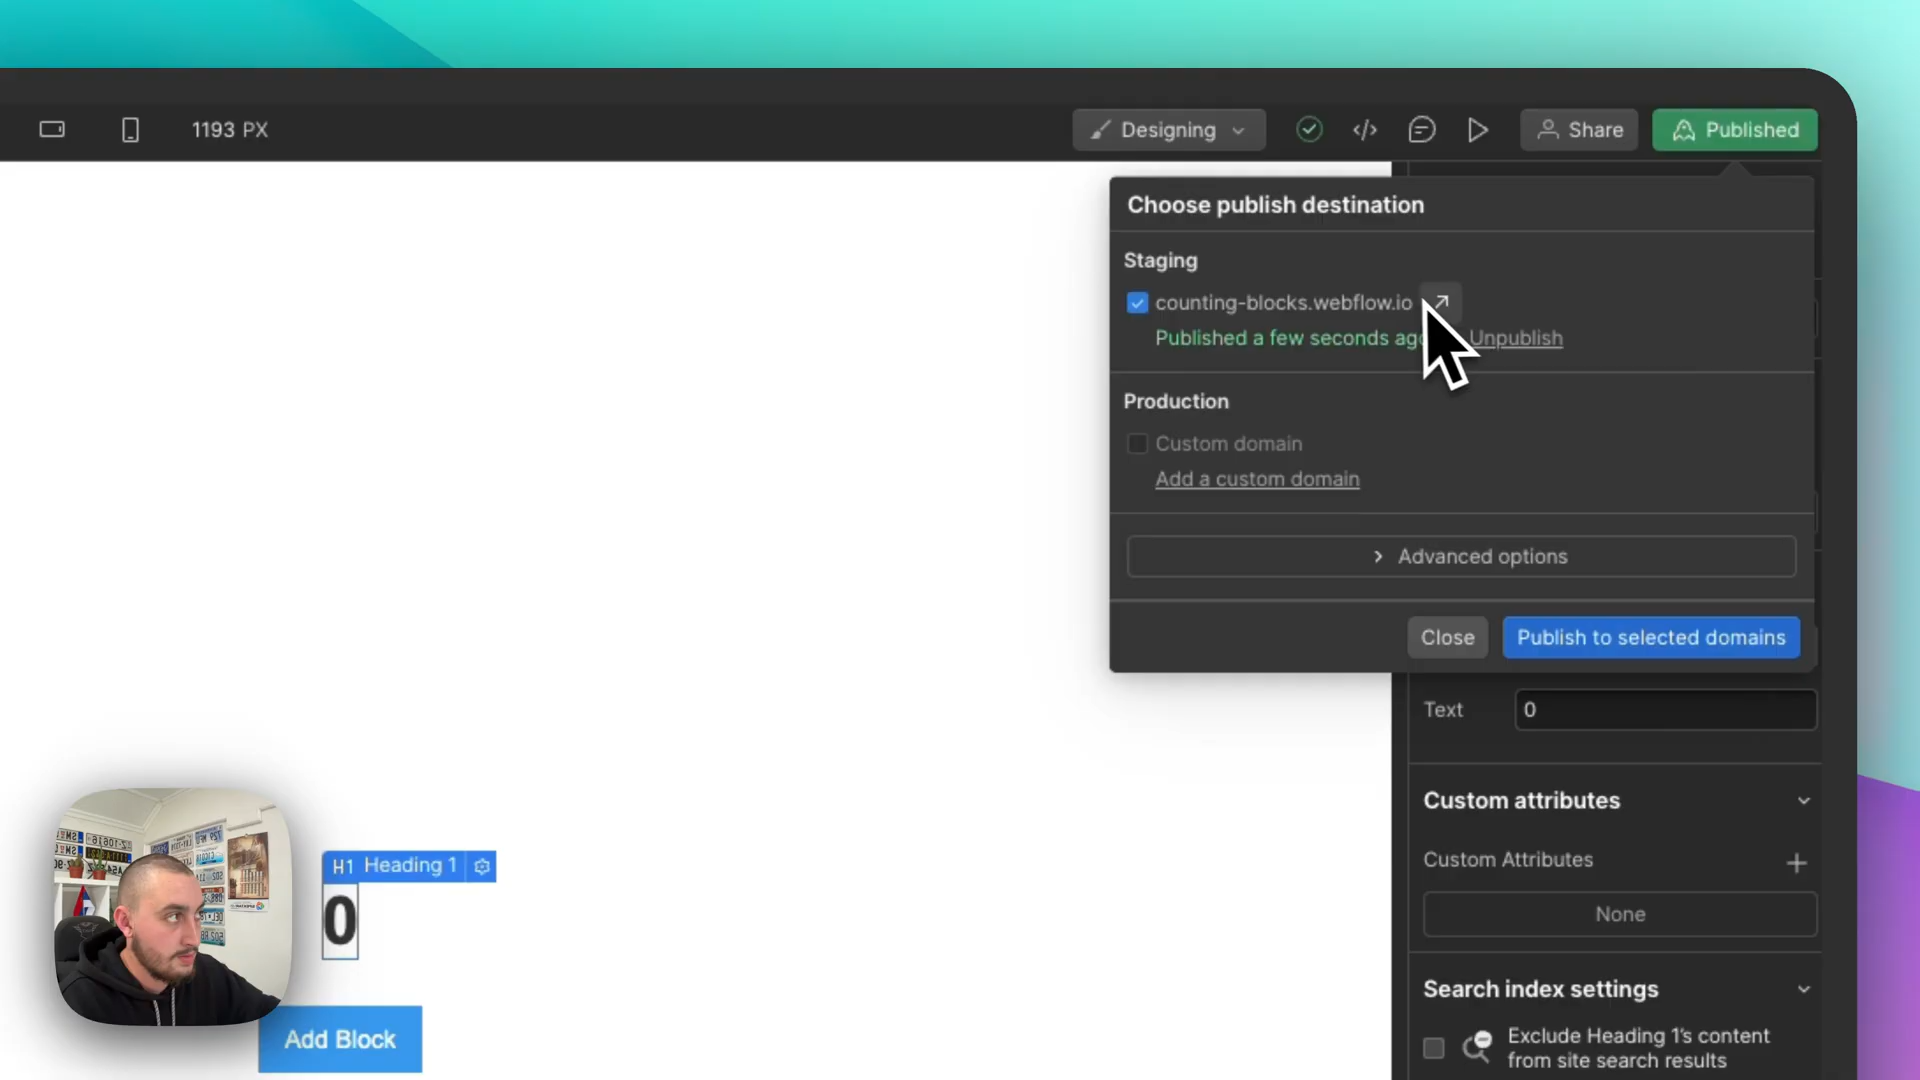 1193 PX
Designing
Share
Published
Choose publish destination
Staging
counting-blocks.webflow.io
Published a few seconds ago
Unpublish
Production
Custom domain
Add a custom domain
Advanced options
Close
Publish to selected domains
Text
0
Custom attributes
Custom Attributes
None
Search index settings
Exclude Heading 1's content
from site search results
H1 Heading 1
0
Add Block